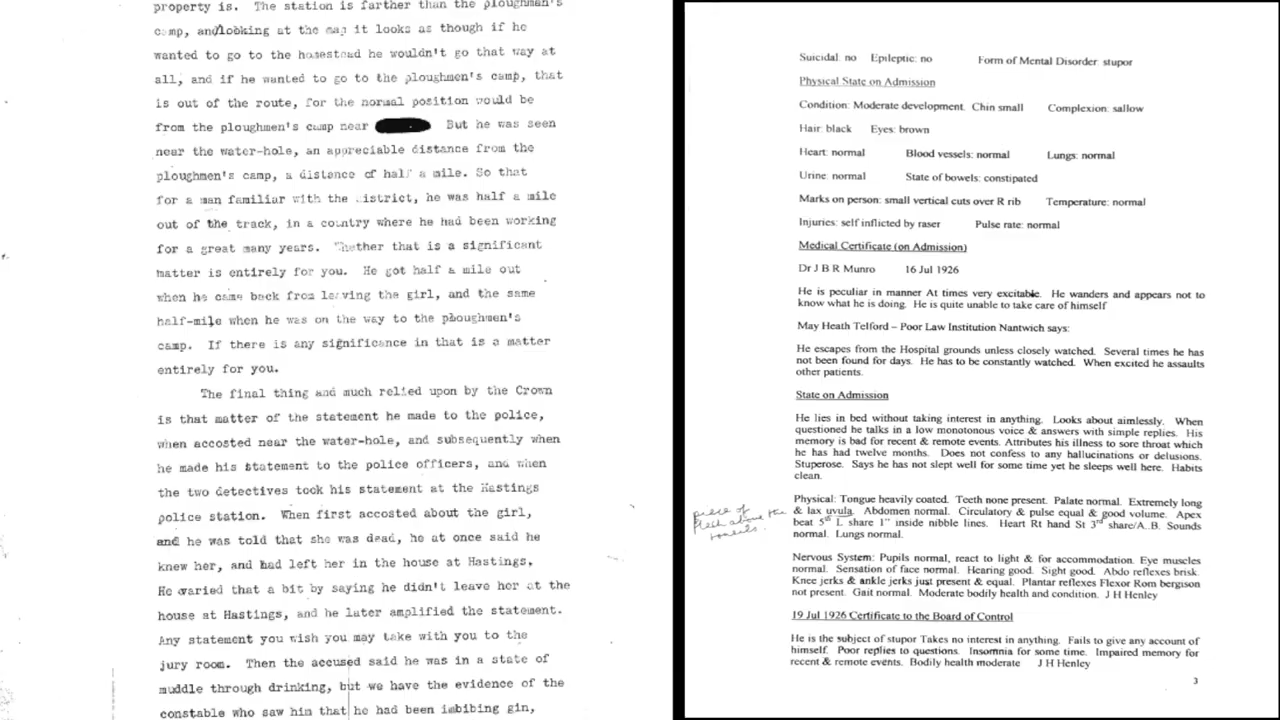 property is. The station is farther than the ploughmen's
camp, and looking at the map it looks as though if he
wanted to go to the homestead he wouldn't go that way at
all, and if he wanted to go to the ploughmen's camp, that
is out of the route, for the normal position would be
from the ploughmen's camp near But he was seen
near the water-hole, an appreciable distance from the
ploughmen's camp, a distance of half a mile. So that
for a man familiar with the district, he was half a mile
out of the track, in a country where he had been working
for a great many years. Whether that is a significant
matter is entirely for you. He got half a mile out
when he came back from leaving the girl, and the same
half-mile when he was on the way to the ploughmen's
camp. If there is any significance in that is a matter
entirely for you.
The final thing and much relied upon by the Crown
is that matter of the statement he made to the police,
when accosted near the water-hole, and subsequently when
he made his statement to the police officers, and when
the two detectives took his statement at the Hastings
police station. When first accosted about the girl,
and he was told that she was dead, he at once said he
knew her, and had left her in the house at Hastings.
He varied that a bit by saying he didn't leave her at the
house at Hastings, and he later amplified the statement.
Any statement you wish you may take with you to the
jury room. Then the accused said he was in a state of
muddle through drinking, but we have the evidence of the
constable who saw him that he had been imbibing gin,
Suicidal: no Epileptic: no Form of Mental Disorder: stupor
Physical State on Admission
Condition: Moderate development. Chin small Complexion: sallow
Hair: black Eyes: brown
Heart: normal Blood vessels: normal Lungs: normal
Urine: normal State of bowels: constipated
Marks on person: small vertical cuts over R rib Temperature: normal
Injuries: self inflicted by raser Pulse rate: normal
Medical Certificate (on Admission)
Dr J B R Munro 16 Jul 1926
He is peculiar in manner At times very excitable. He wanders and appears not to
know what he is doing. He is quite unable to take care of himself
May Heath Telford – Poor Law Institution Nantwich says:
He escapes from the Hospital grounds unless closely watched. Several times he has
not been found for days. He has to be constantly watched. When excited he assaults
other patients.
State on Admission
He lies in bed without taking interest in anything. Looks about aimlessly. When
questioned he talks in a low monotonous voice & answers with simple replies. His
memory is bad for recent & remote events. Attributes his illness to sore throat which
he has had twelve months. Does not confess to any hallucinations or delusions.
Stuperose. Says he has not slept well for some time yet he sleeps well here. Habits
clean.
Physical: Tongue heavily coated. Teeth none present. Palate normal. Extremely long
& lax uvula. Abdomen normal. Circulatory & pulse equal & good volume. Apex
beat 5th L share 1" inside nibble lines. Heart Rt hand St 3rd share/A..B. Sounds
normal. Lungs normal.
piece of
flesh above the
tonsils.
Nervous System: Pupils normal, react to light & for accommodation. Eye muscles
normal. Sensation of face normal. Hearing good. Sight good. Abdo reflexes brisk.
Knee jerks & ankle jerks just present & equal. Plantar reflexes Flexor Rom bergison
not present. Gait normal. Moderate bodily health and condition. J H Henley
19 Jul 1926 Certificate to the Board of Control
He is the subject of stupor Takes no interest in anything. Fails to give any account of
himself. Poor replies to questions. Insomnia for some time. Impaired memory for
recent & remote events. Bodily health moderate J H Henley
3